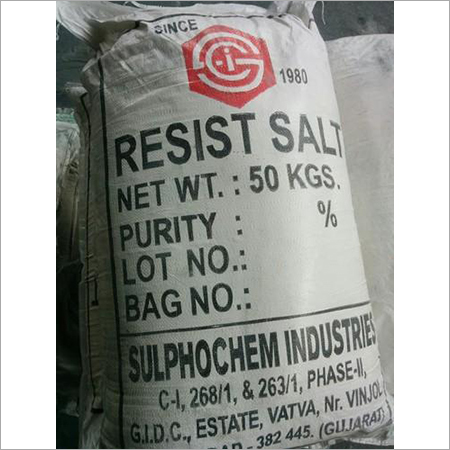 SINCE
1980
RESIST SALT
NET WT. : 50 KGS.
PURITY : %
LOT NO.:
BAG NO.:
SULPHOCHEM INDUSTRIES
C-I, 268/1, & 263/1, PHASE-II,
G.I.D.C., ESTATE, VATVA, Nr. VINJOL
- 382 445. (GUJARAT)